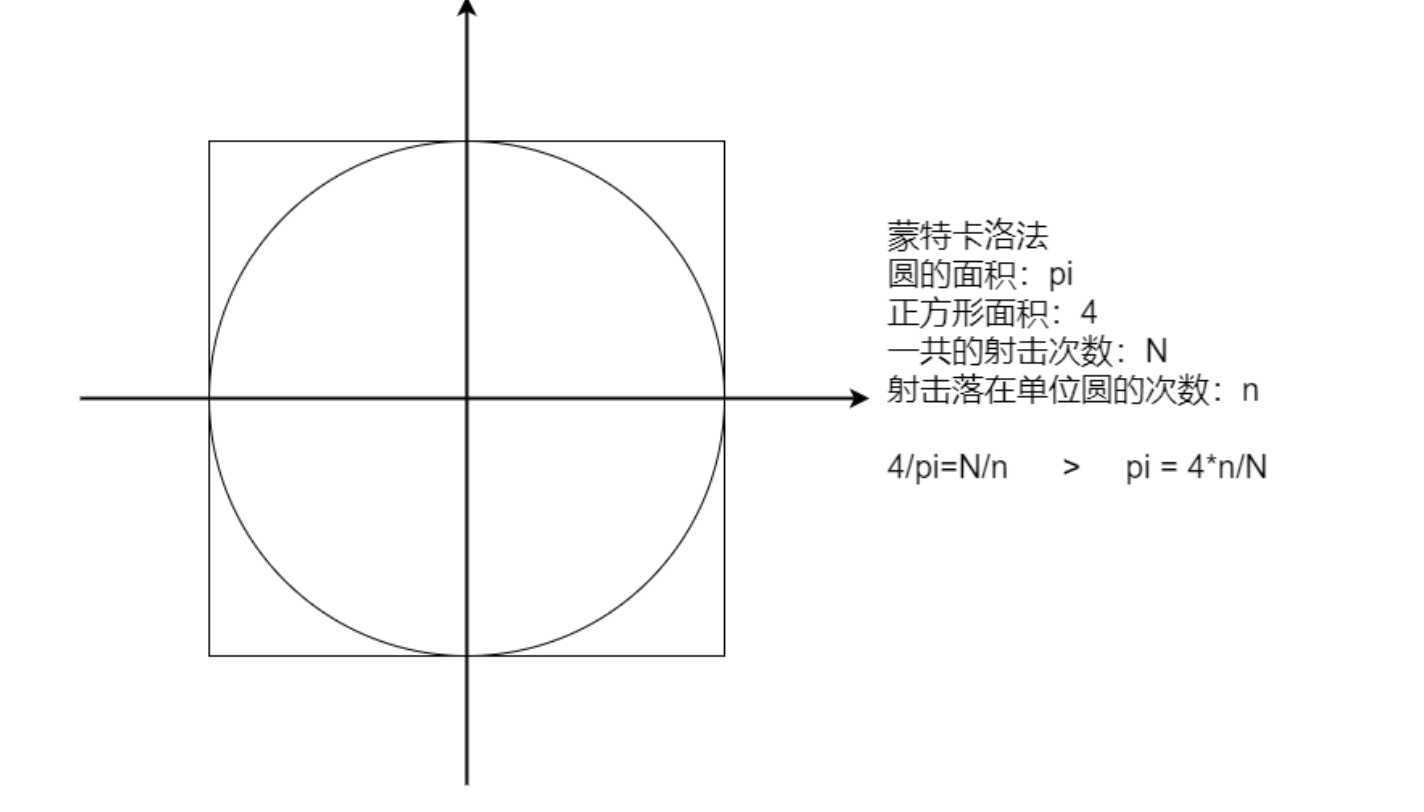 蒙特卡洛法
圆的面积：pi
正方形面积：4
一共的射击次数：N
射击落在单位圆的次数：n
4/pi=N/n > pi = 4*n/N